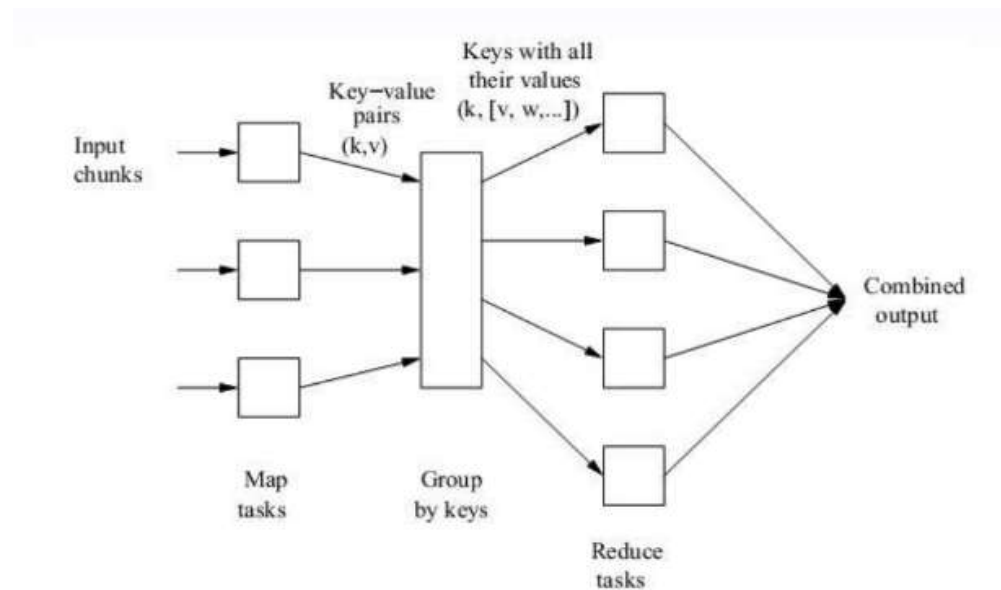 Input
chunks
Key−value
pairs
(k,v)
Keys with all
their values
(k, [v, w,...])
Combined
output
Map
tasks
Group
by keys
Reduce
tasks